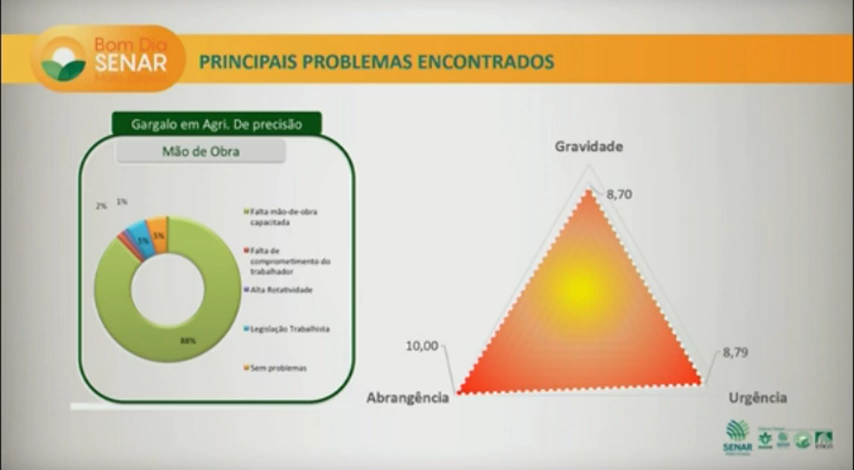 Bom Dia
SENAR
PRINCIPAIS PROBLEMAS ENCONTRADOS
Gargalo em Agri. De precisão
Mão de Obra
2%
1%
5%
5%
88%
Falta mão-de-obra
capacitada
Falta de
comprometimento do
trabalhador
Alta Rotatividade
Legislação Trabalhista
Sem problemas
Gravidade
8,70
10,00
8,79
Abrangência
Urgência
SENAR